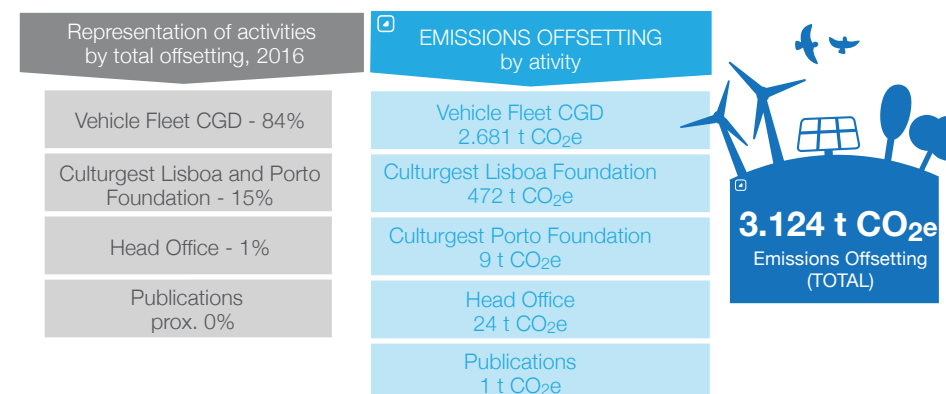 Representation of activities
by total offsetting, 2016
Vehicle Fleet CGD - 84%
Culturgest Lisboa and Porto
Foundation - 15%
Head Office - 1%
Publications
prox. 0%
EMISSIONS OFFSETTING
by ativity
Vehicle Fleet CGD
2.681 t CO₂e
Culturgest Lisboa Foundation
472 t CO₂e
Culturgest Porto Foundation
9 t CO₂e
Head Office
24 t CO₂e
Publications
1 t CO₂e
3.124 t CO₂e
Emissions Offsetting
(TOTAL)